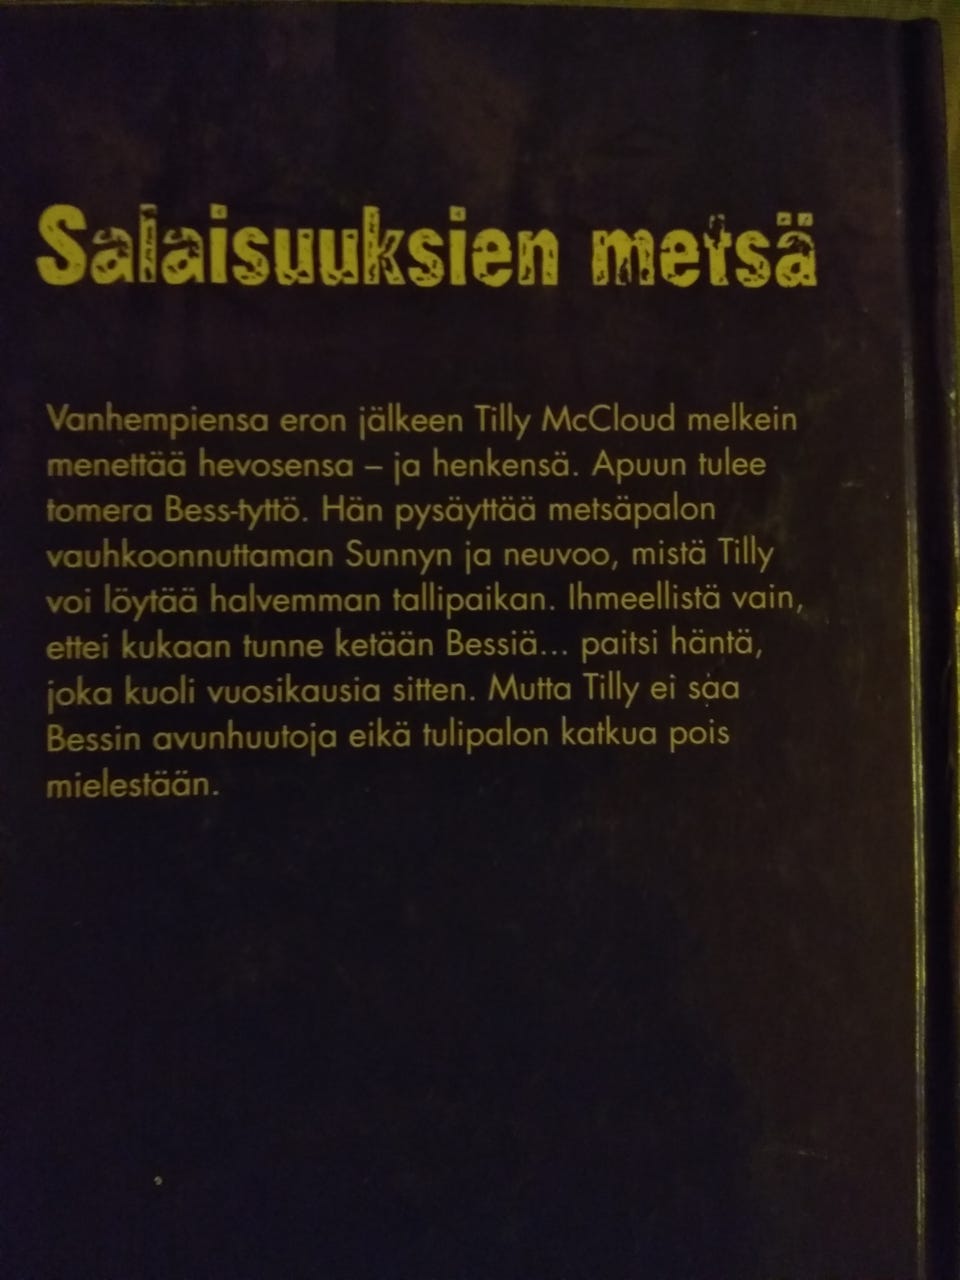 Salaisuuksien metsä
Vanhempiensa eron jälkeen Tilly McCloud melkein
menettää hevosensa – ja henkensä. Apuun tulee
tomera Bess-tyttö. Hän pysäyttää metsäpalon
vauhkoonnuttaman Sunnyn ja neuvoo, mistä Tilly
voi löytää halvemman tallipaikan. Ihmeellistä vain,
ettei kukaan tunne ketään Bessiä... paitsi häntä,
joka kuoli vuosikausia sitten. Mutta Tilly ei saa
Bessin avunhuutoja eikä tulipalon katkua pois
mielestään.